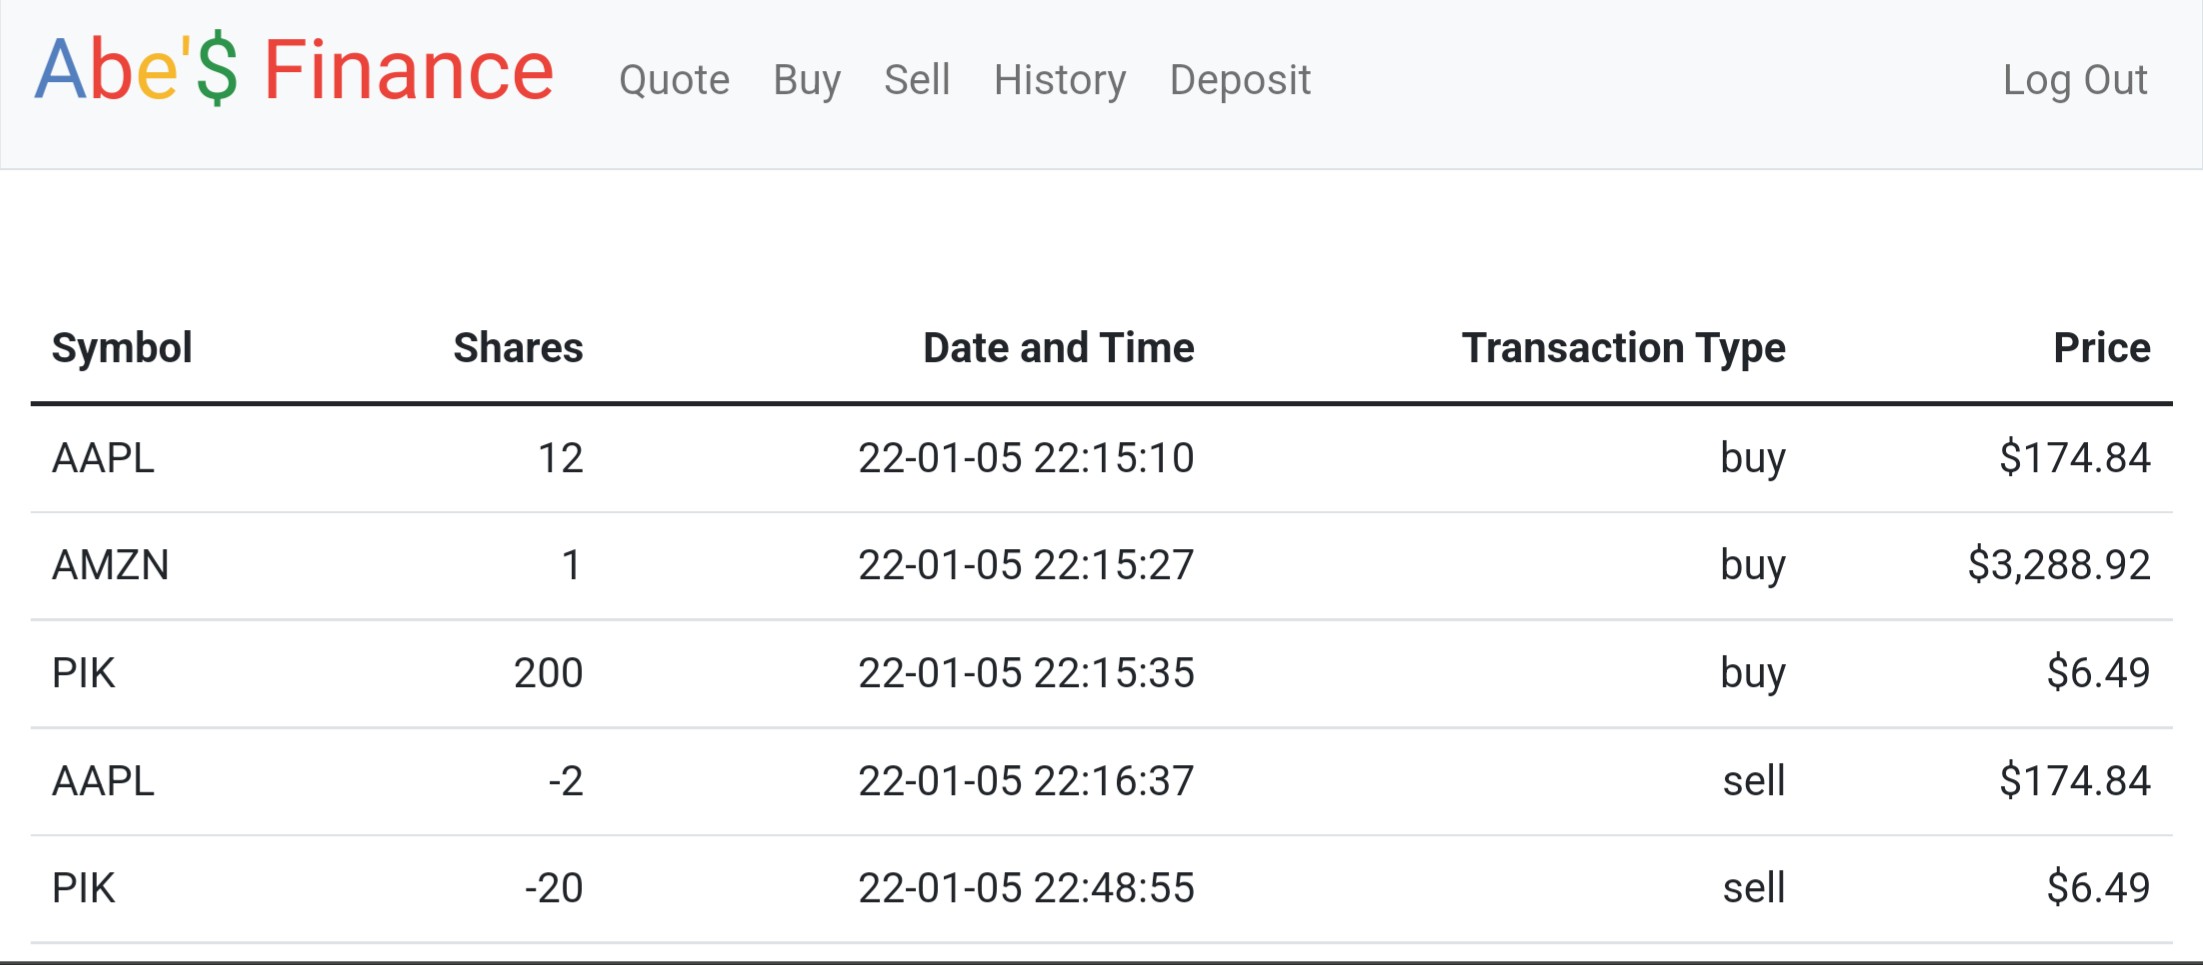 Abe'$ Finance Quote Buy Sell History Deposit Log Out
Symbol Shares Date and Time Transaction Type Price
AAPL 12 22-01-05 22:15:10 buy $174.84
AMZN 1 22-01-05 22:15:27 buy $3,288.92
PIK 200 22-01-05 22:15:35 buy $6.49
AAPL -2 22-01-05 22:16:37 sell $174.84
PIK -20 22-01-05 22:48:55 sell $6.49